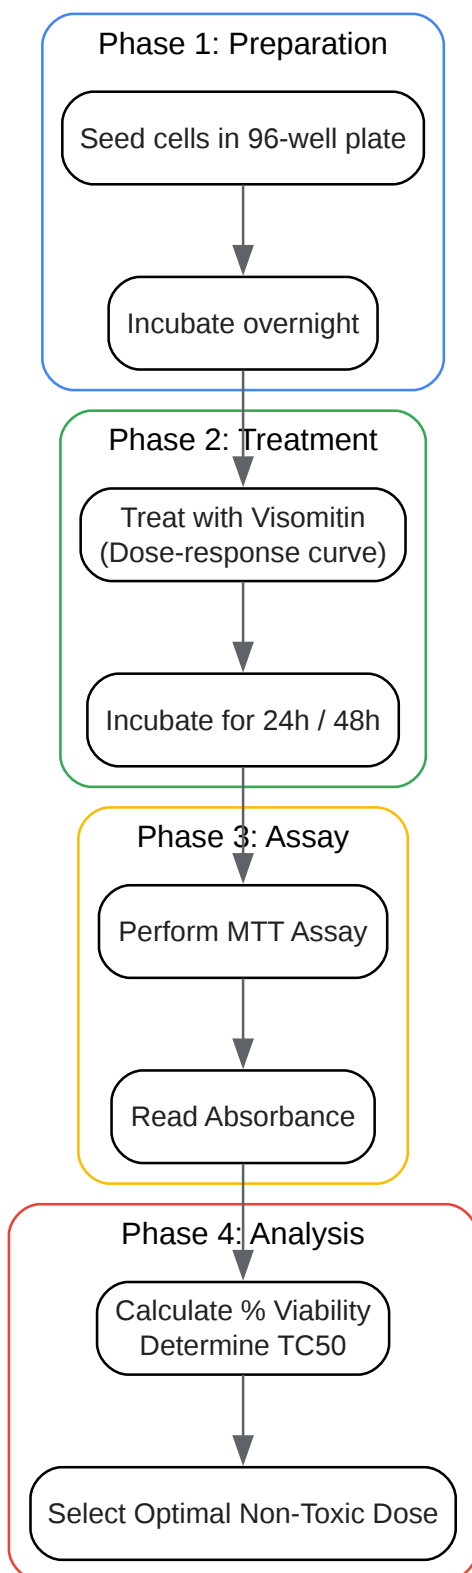 Phase 1: Preparation
Seed cells in 96-well plate
Incubate overnight
Phase 2: Treatment
Treat with Visomitin
(Dose-response curve)
Incubate for 24h / 48h
Phase 3: Assay
Perform MTT Assay
Read Absorbance
Phase 4: Analysis
Calculate % Viability
Determine TC50
Select Optimal Non-Toxic Dose